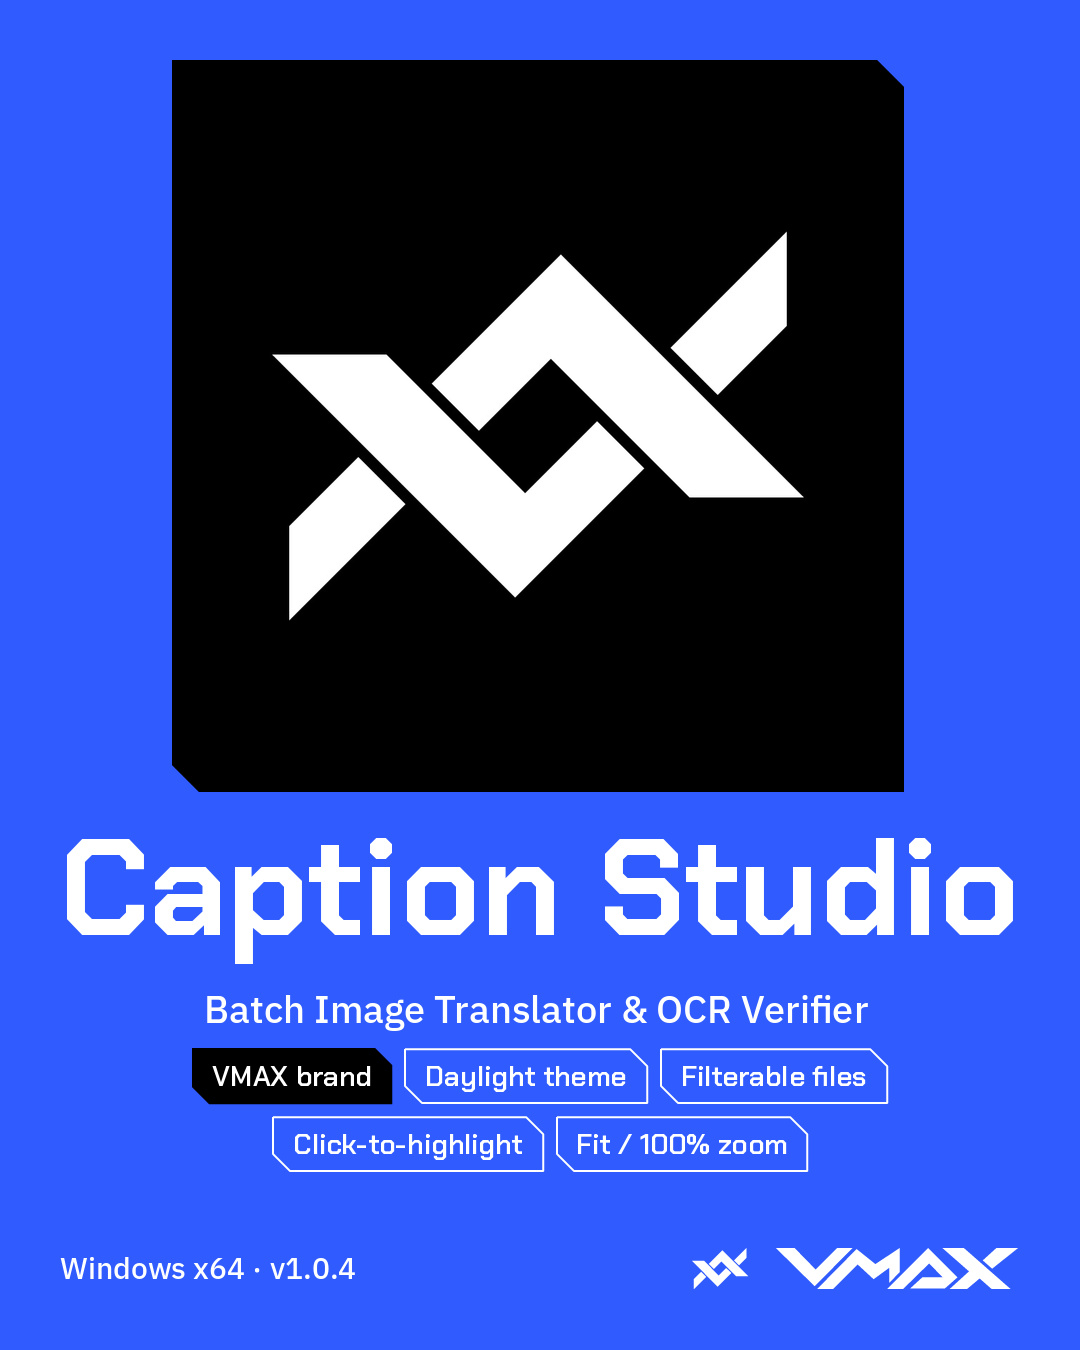 Caption Studio
Batch Image Translator & OCR Verifier
VMAX brand Daylight theme Filterable files
Click-to-highlight Fit / 100% zoom
Windows x64 · v1.0.4 VMAX